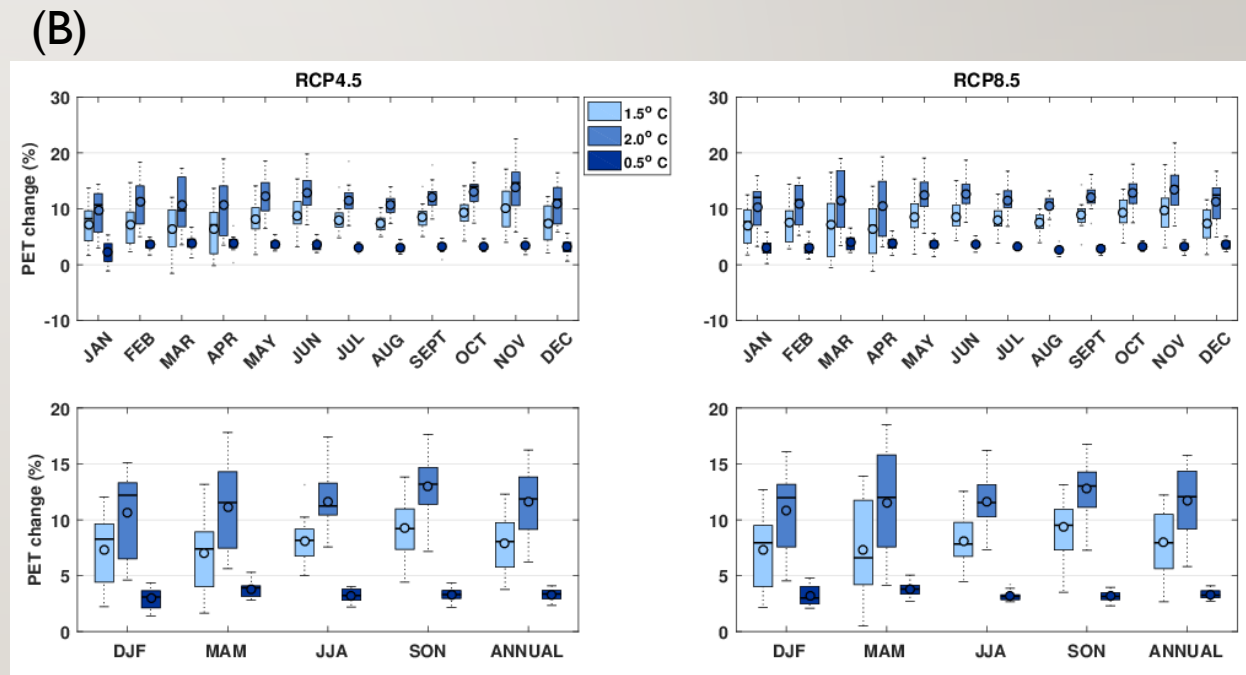 (B)
RCP4.5
30
20
10
0
-10
PET change (%)
JAN FEB MAR APR MAY JUN JUL AUG SEPT OCT NOV DEC
1.5° C
2.0° C
0.5° C
RCP8.5
30
20
10
0
-10
JAN FEB MAR APR MAY JUN JUL AUG SEPT OCT NOV DEC
20
15
10
5
0
PET change (%)
DJF MAM JJA SON ANNUAL
20
15
10
5
0
PET change (%)
DJF MAM JJA SON ANNUAL